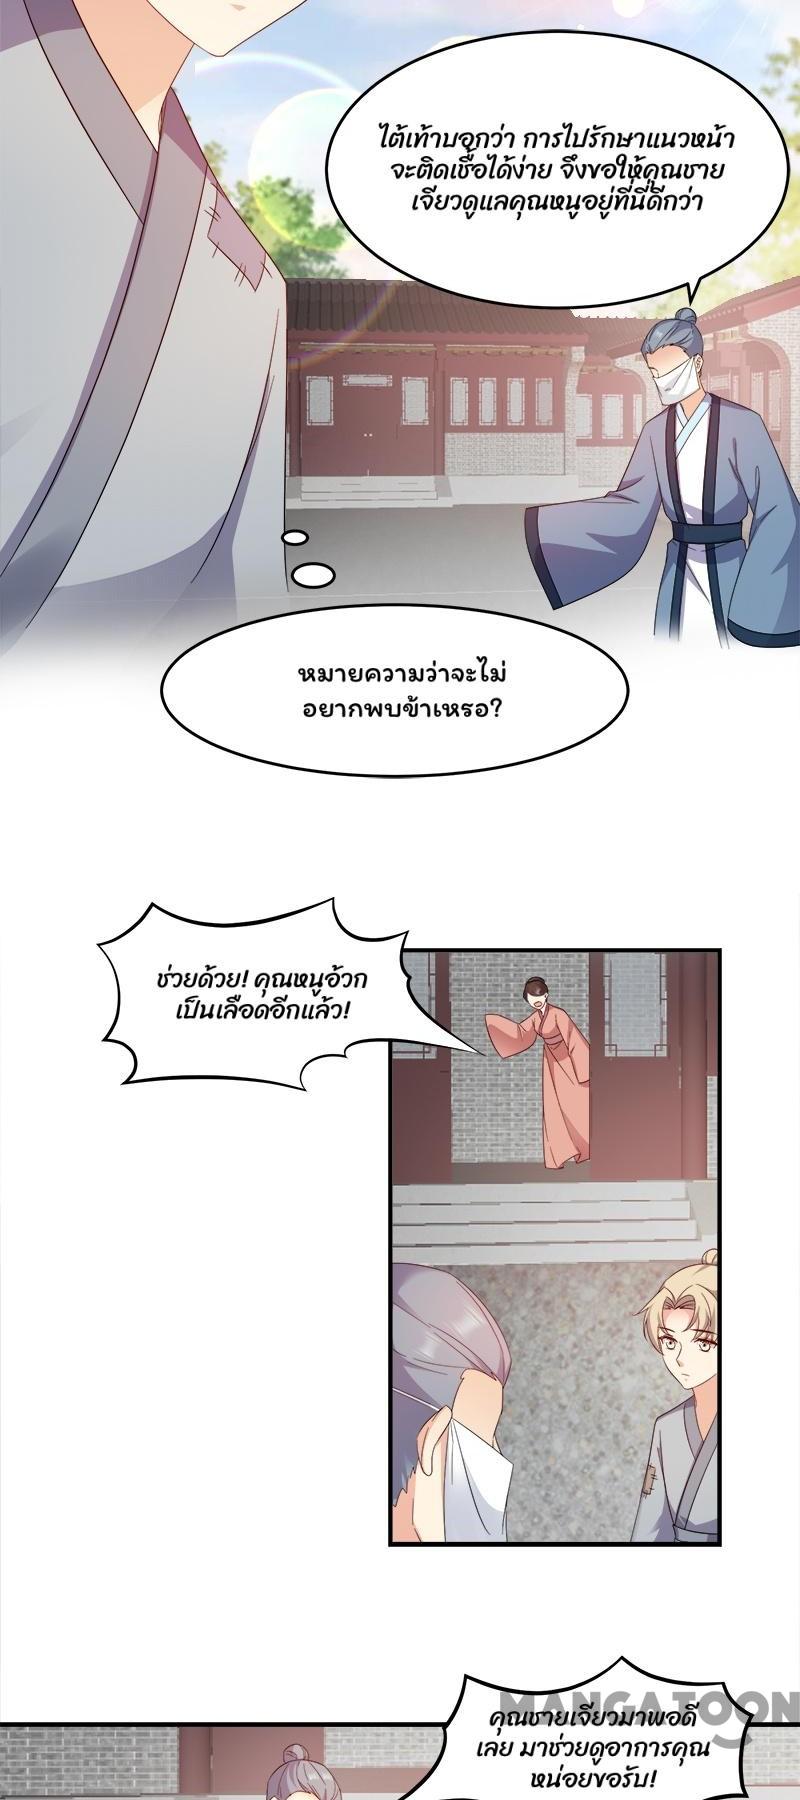 ไต้เท้าบอกว่า การไปรักษาแนวหน้า
จะติดเชื้อได้ง่าย จึงขอให้คุณชาย
เจียวดูแลคุณหนูอยู่ที่นี่ดีกว่า
หมายความว่าจะไม่
อยากพบข้าเหรอ?
ช่วยด้วย! คุณหนูอ้วก
เป็นเลือดอีกแล้ว!
MANGATOON
คุณชายเจียวมาพอดี
เลย มาช่วยดูอาการคุณ
หน่อยขอรับ!